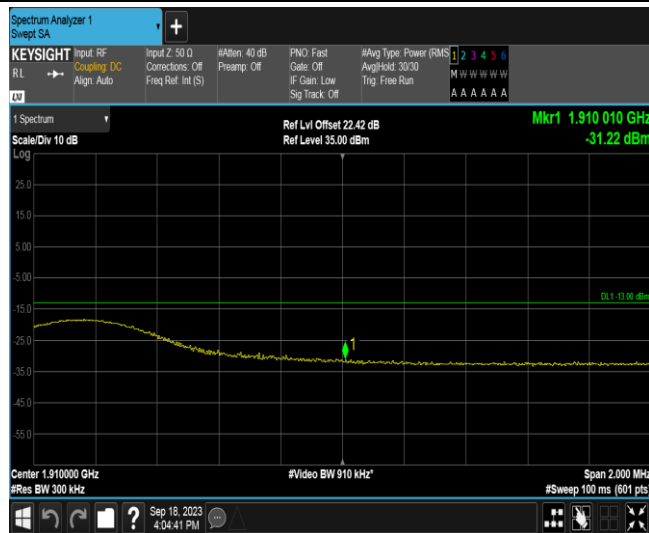 Spectrum Analyzer 1
Swept SA
+
KEYSIGHT
RL
LXI
Input: RF
Coupling: DC
Align: Auto
Input Z: 50 Ω
Corrections: Off
Freq Ref: Int (S)
#Atten: 40 dB
Preamp: Off
PNO: Fast
Gate: Off
IF Gain: Low
Sig Track: Off
#Avg Type: Power (RMS
Avg|Hold: 30/30
Trig: Free Run
1 2 3 4 5 6
M W W W W W
A A A A A A
1 Spectrum
Scale/Div 10 dB
Ref Lvl Offset 22.42 dB
Ref Level 35.00 dBm
Mkr1 1.910 010 GHz
-31.22 dBm
Log
25.0
15.0
5.00
-5.00
DL1 -13.00 dBm
-15.0
-25.0
1
-35.0
-45.0
-55.0
Center 1.910000 GHz
#Res BW 300 kHz
#Video BW 910 kHz*
Span 2.000 MHz
#Sweep 100 ms (601 pts)
?
Sep 18, 2023
4:04:41 PM